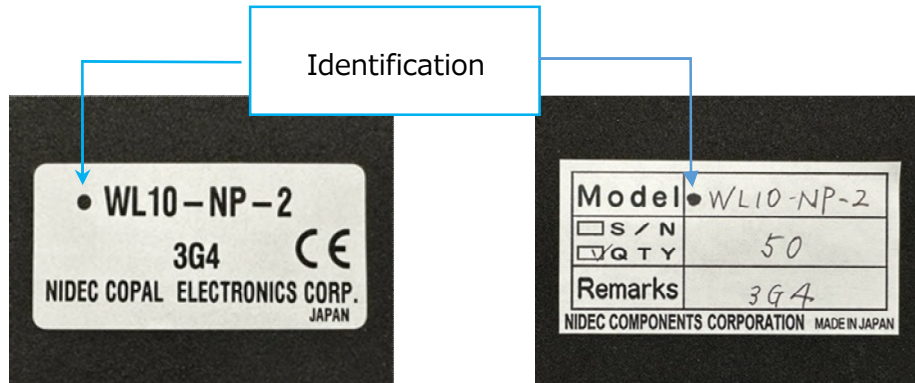 Identification
● WL10-NP-2
3G4 CE
NIDEC COPAL ELECTRONICS CORP.
JAPAN
Model ● WL10-NP-2
S/N
QTY 50
Remarks 3G4
NIDEC COMPONENTS CORPORATION MADE IN JAPAN